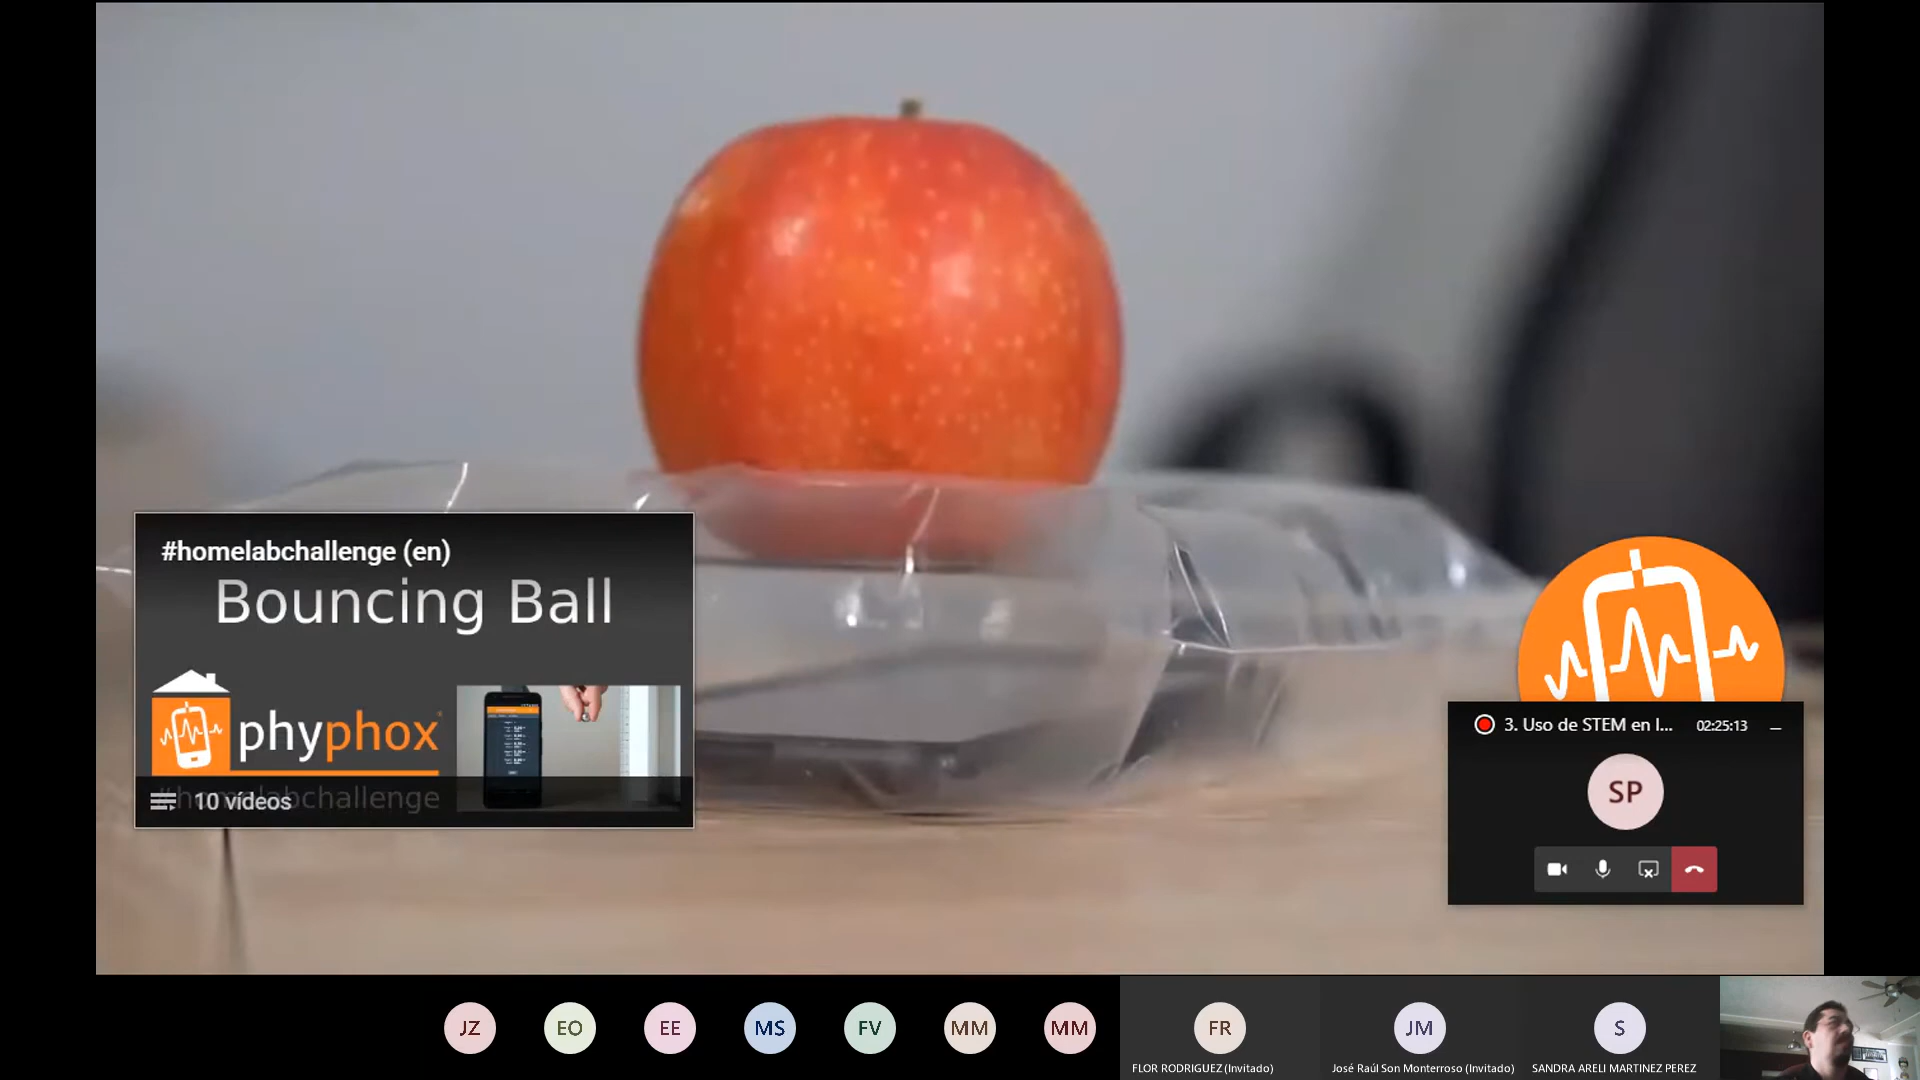 #homelabchallenge (en)
Bouncing Ball
phyphox
#homelabchallenge
10 vídeos
3. Uso de STEM en l...
02:25:13
SP
JZ
EO
EE
MS
FV
MM
MM
FR
JM
S
FLOR RODRIGUEZ (Invitado)
José Raúl Son Monterroso (Invitado)
SANDRA ARELI MARTINEZ PEREZ